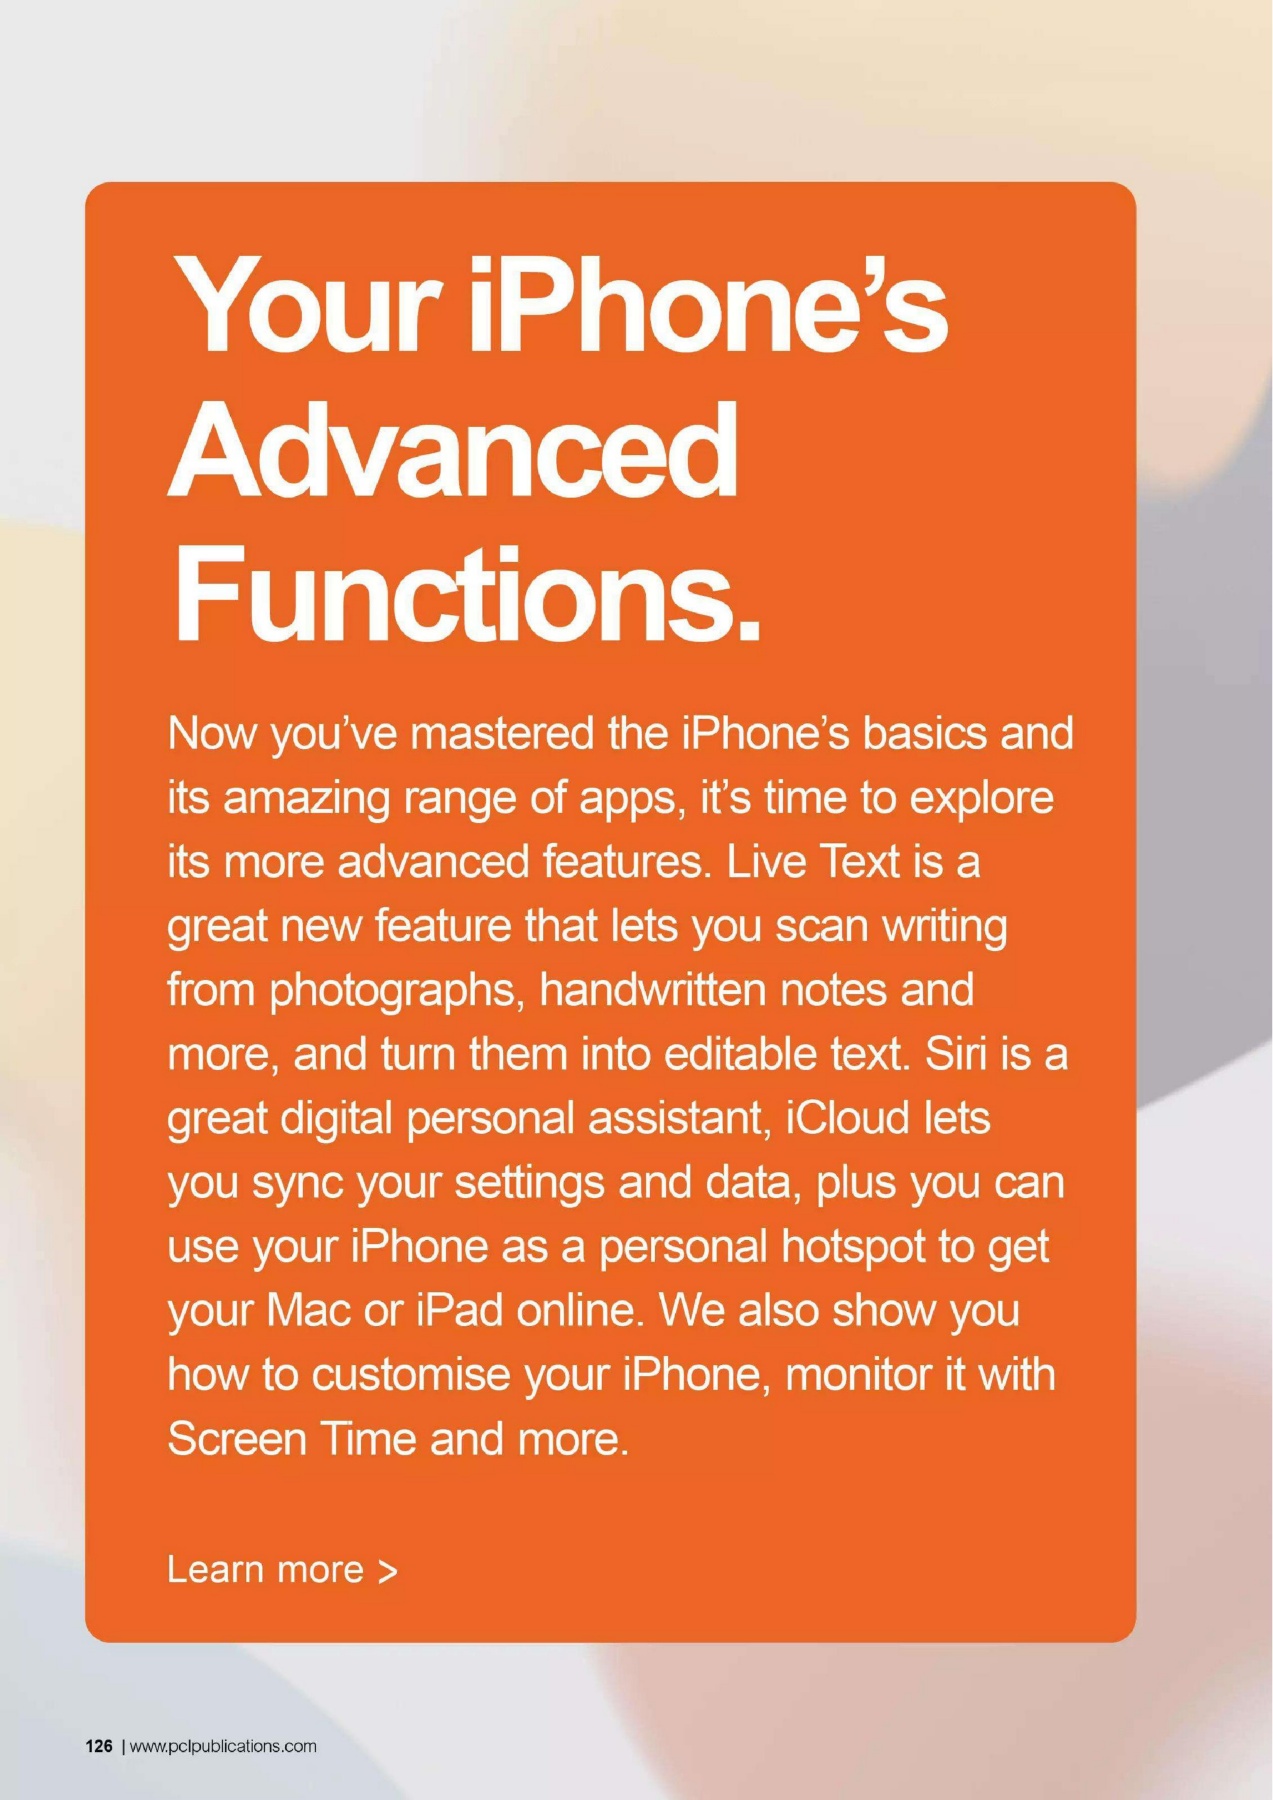 Your iPhone’s
Advanced
Functions.
Now you’ve mastered the iPhone’s basics and
its amazing range of apps, it’s time to explore
its more advanced features. Live Text is a
great new feature that lets you scan writing
from photographs, handwritten notes and
more, and turn them into editable text. Siri is a
great digital personal assistant, iCloud lets
you sync your settings and data, plus you can
use your iPhone as a personal hotspot to get
your Mac or iPad online. We also show you
how to customise your iPhone, monitor it with
Screen Time and more.
Learn more >
126 | www.pclpublications.com